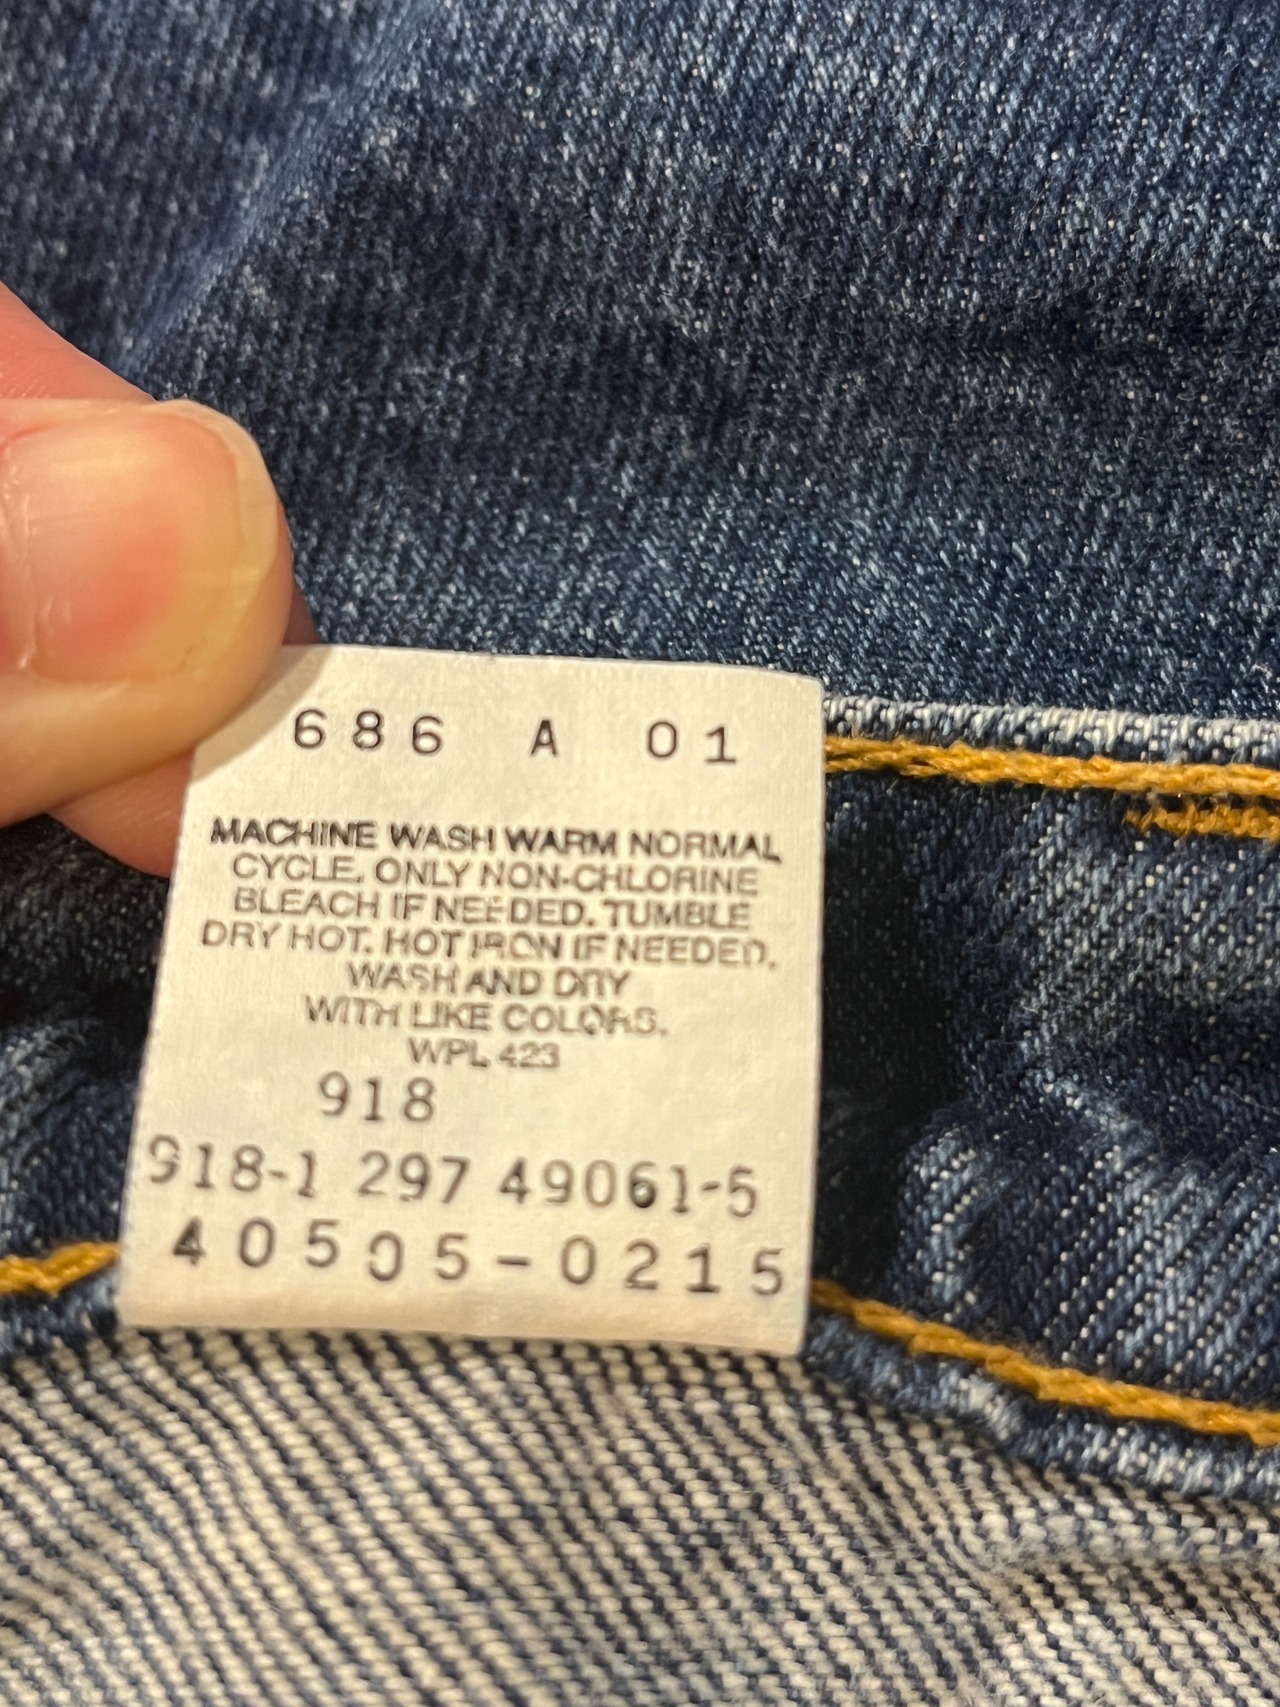 686 A 01
MACHINE WASH WARM NORMAL
CYCLE. ONLY NON-CHLORINE
BLEACH IF NEEDED. TUMBLE
DRY HOT. HOT IRON IF NEEDED.
WASH AND DRY
WITH LIKE COLORS.
WPL 423
918
918-1 297 49061-5
40505-0215